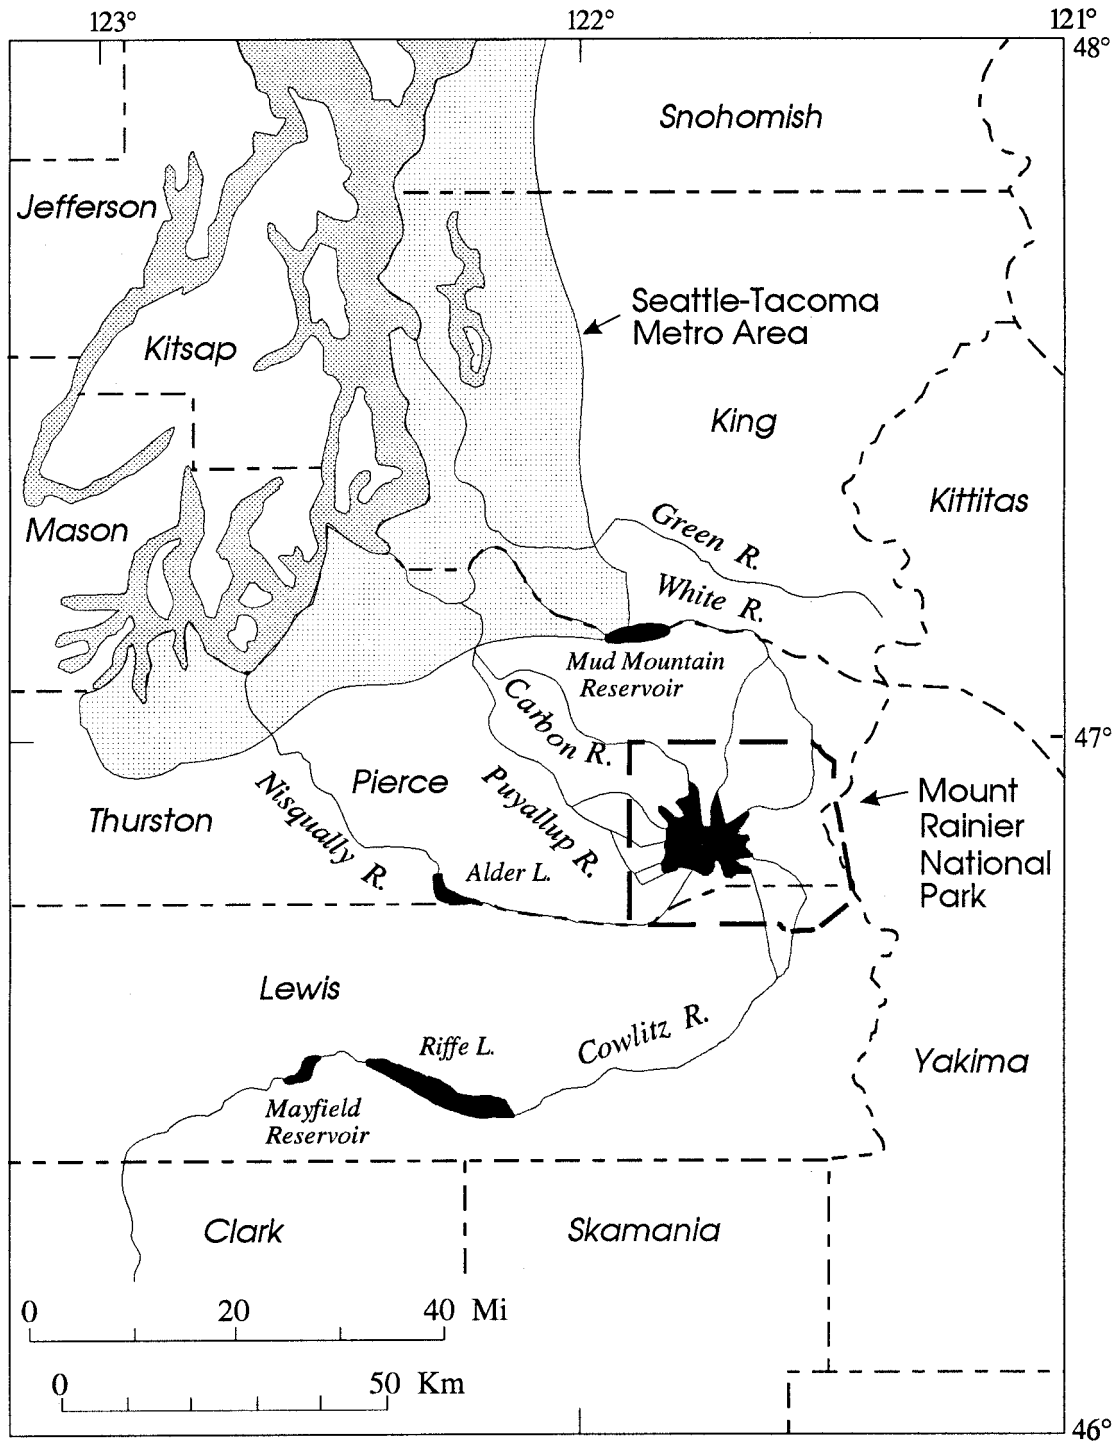 123°
122°
121°
48°
Snohomish
Jefferson
Seattle-Tacoma
Metro Area
Kitsap
King
Kittitas
Mason
Green R.
White R.
Mud Mountain
Reservoir
Carbon R.
47°
Pierce
Puyallup R.
Nisqually R.
Thurston
Mount
Rainier
National
Park
Alder L.
Lewis
Cowlitz R.
Riffe L.
Yakima
Mayfield
Reservoir
Clark
Skamania
0 20 40 Mi
0 50 Km
46°